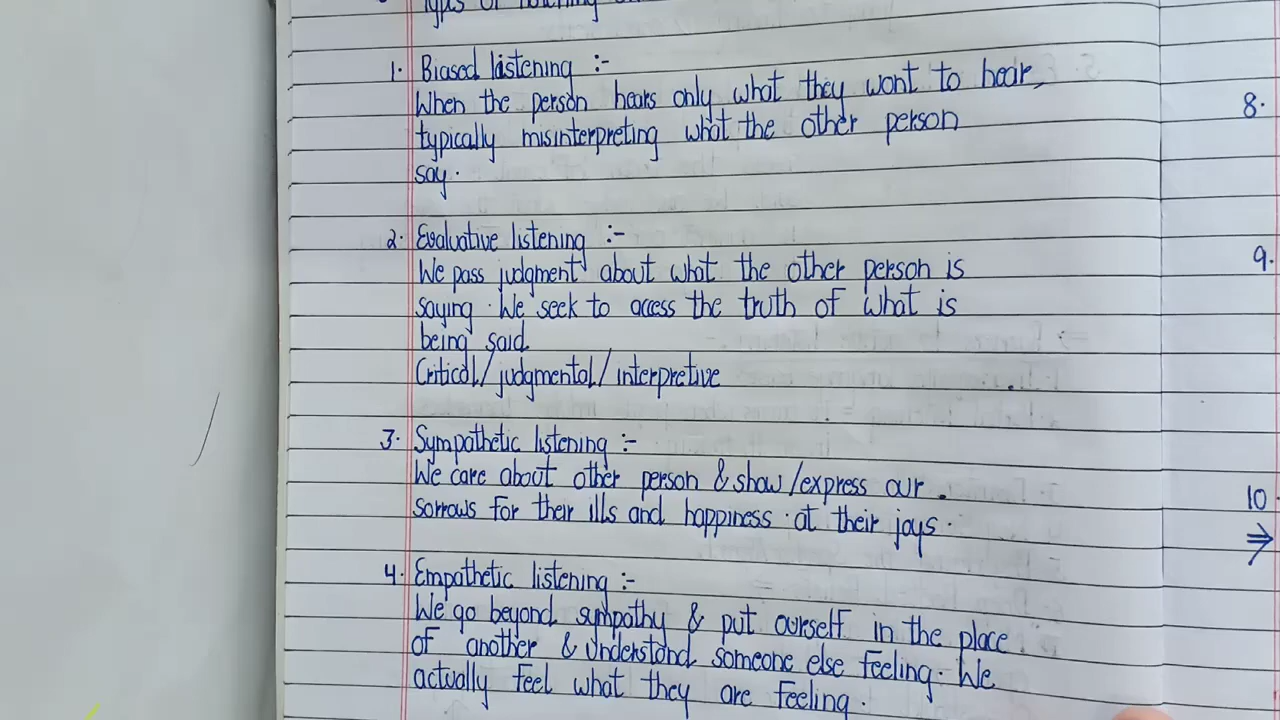 Types of listening
1. Biased listening :-
When the person hears only what they wont to hear,
typically misinterpreting what the other person
say.
2. Evaluative listening :-
We pass judgment about what the other person is
saying. We seek to access the truth of what is
being said
Critical/judgmental/interpretive
3. Sympathetic listening :-
We care about other person & show/express our
sorrows for their ills and happiness at their joys.
4. Empathetic listening :-
We go beyond sympathy & put ourself in the place
of another & understand someone else feeling. We
actually feel what they are feeling.
8.
9.
10
⇒